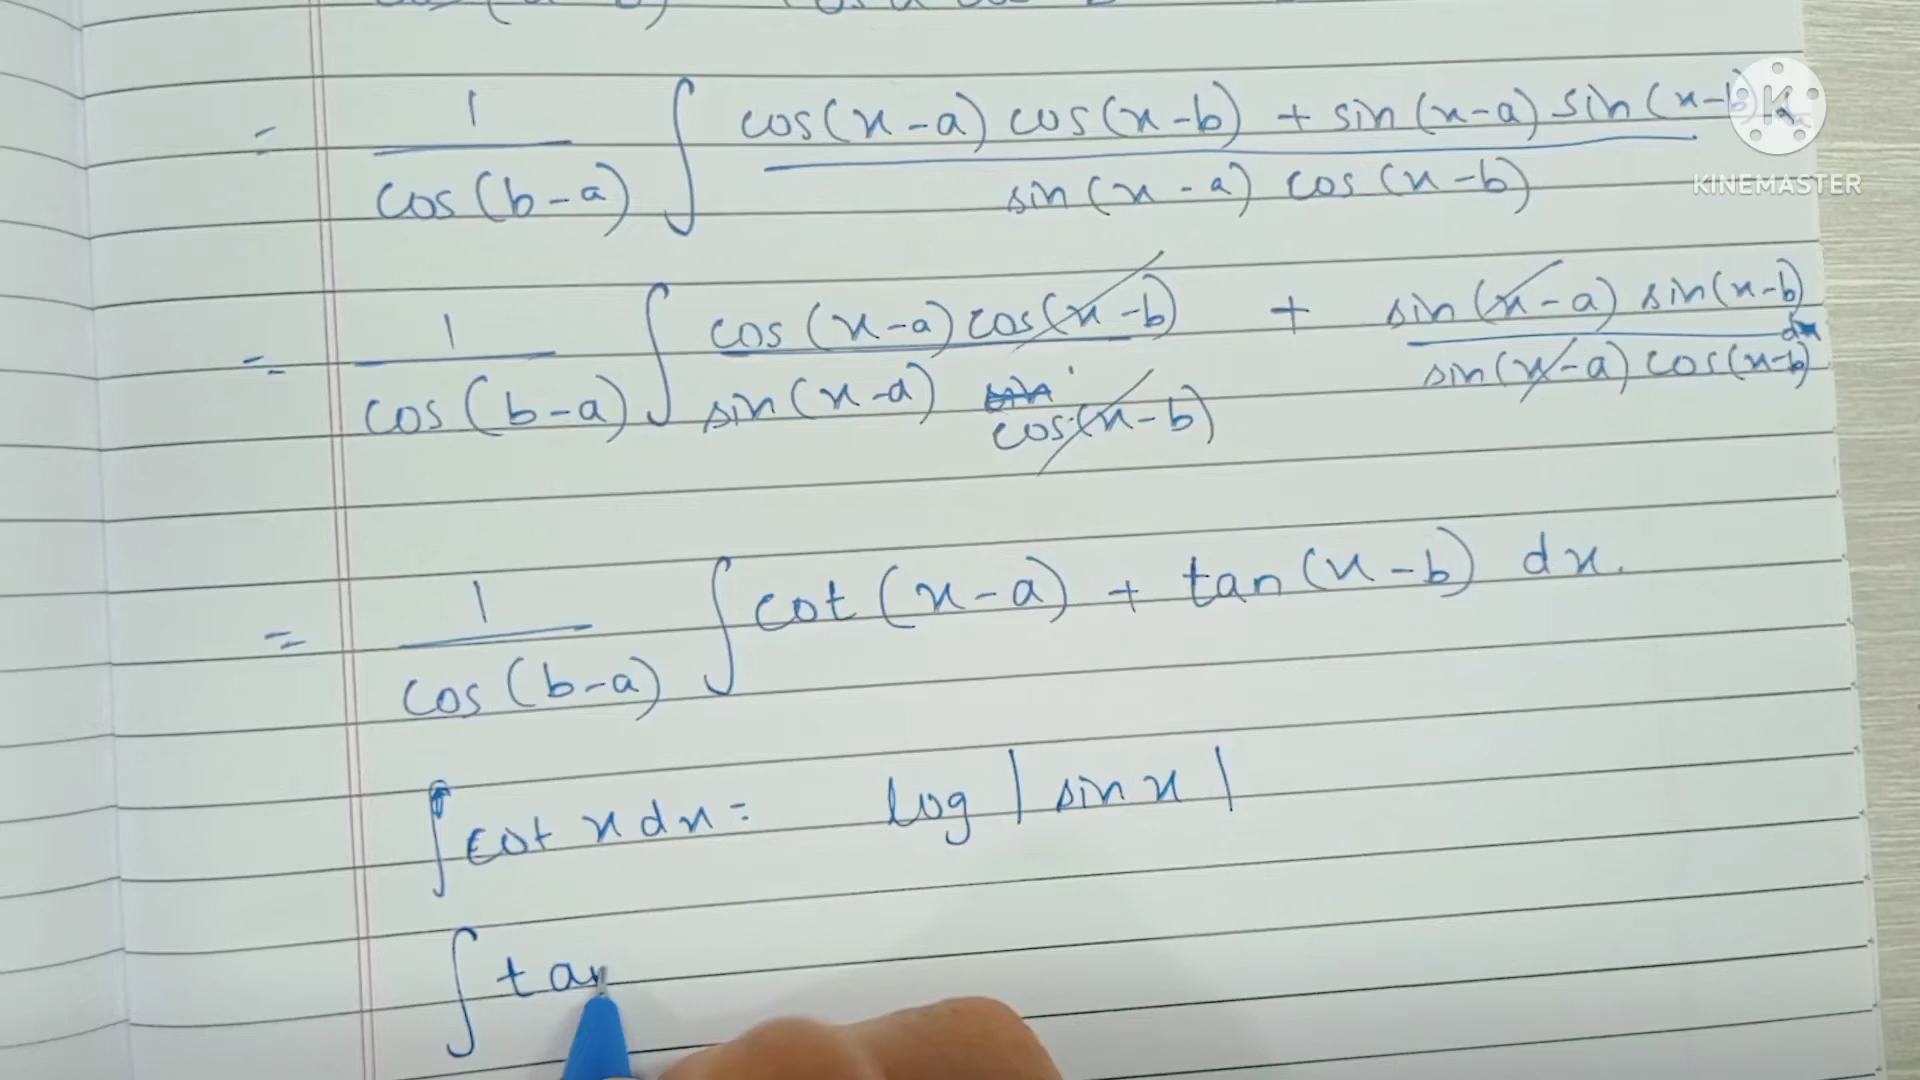 = 1/cos(b-a) ∫ cos(x-a) cos(x-b) + sin(x-a) sin(x-b) / sin(x-a) cos(x-b)
KINEMASTER
= 1/cos(b-a) ∫ cos(x-a) cos(x-b) / sin(x-a) cos(x-b) + sin(x-a) sin(x-b) / sin(x-a) cos(x-b) dx
= 1/cos(b-a) ∫ cot(x-a) + tan(x-b) dx.
∫ cot x dx = log | sin x |
∫ tan